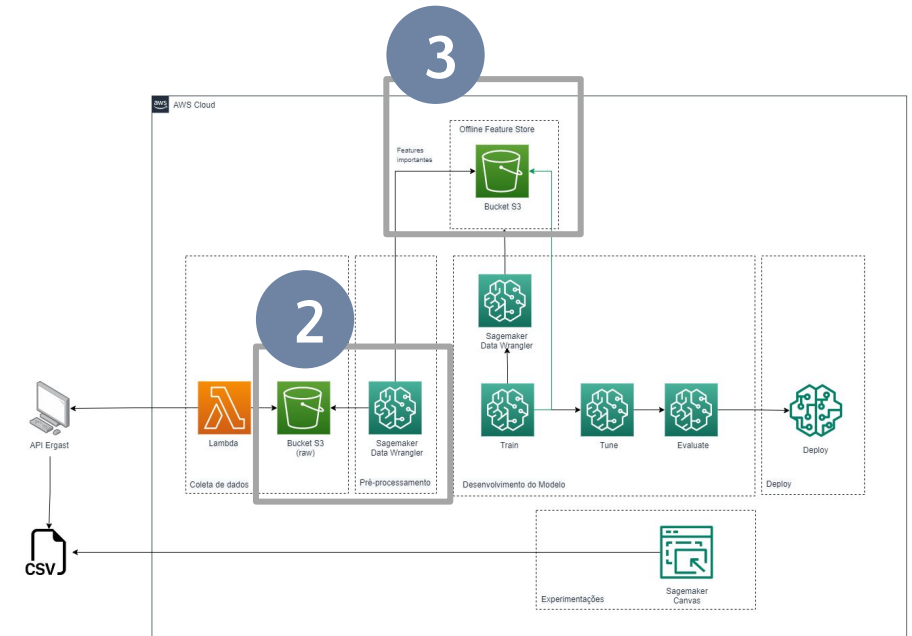 3
aws
AWS Cloud
Offline Feature Store
Features
importantes
Bucket S3
2
Sagemaker
Data Wrangler
API Ergast
Lambda
Bucket S3
(raw)
Sagemaker
Data Wrangler
Train
Tune
Evaluate
Deploy
Coleta de dados
Pré-processamento
Desenvolvimento do Modelo
Deploy
CSV
Sagemaker
Canvas
Experimentações